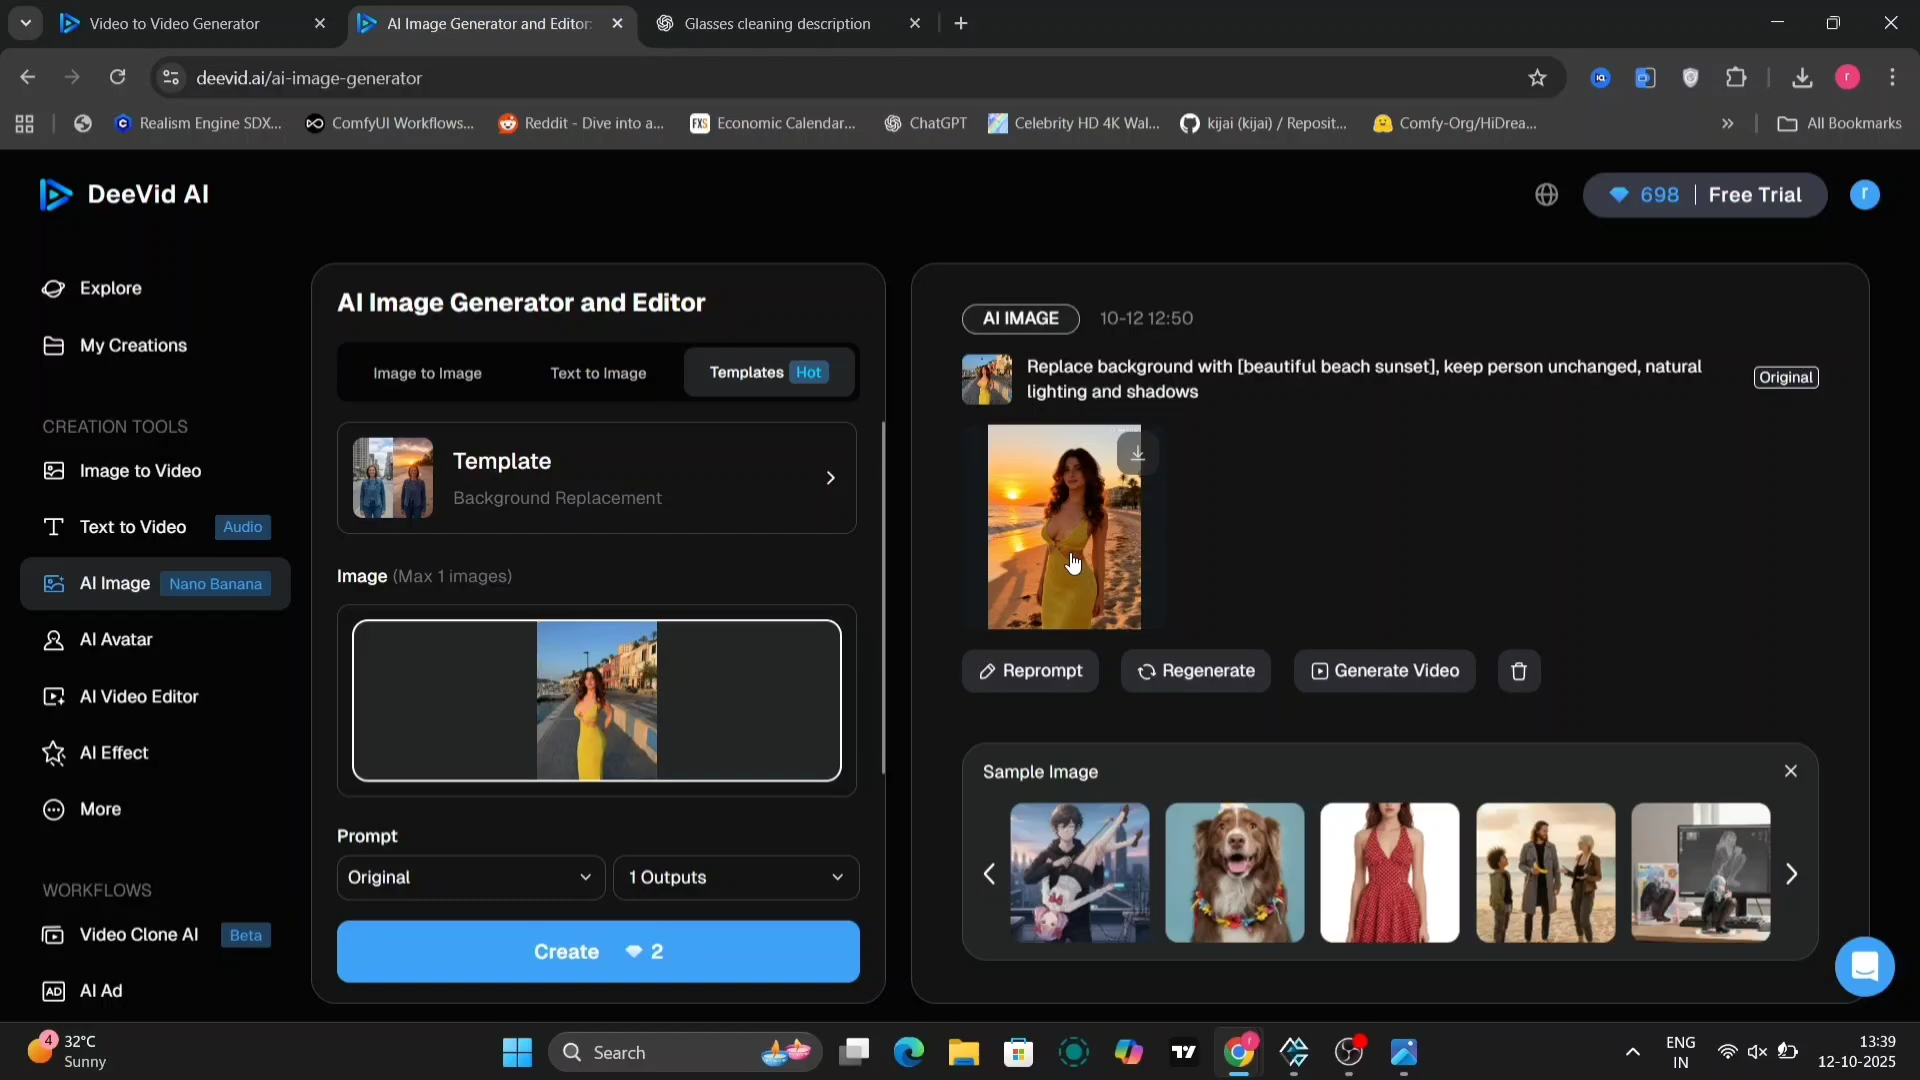 Video to Video Generator
AI Image Generator and Editor
Glasses cleaning description
deevid.ai/ai-image-generator
r
Realism Engine SDX...
ComfyUI Workflows...
Reddit - Dive into a...
FXS
Economic Calendar...
ChatGPT
Celebrity HD 4K Wal...
kijai (kijai) / Reposit...
Comfy-Org/HiDrea...
All Bookmarks
DeeVid AI
698 | Free Trial
r
Explore
My Creations
CREATION TOOLS
Image to Video
Text to Video Audio
AI Image Nano Banana
AI Avatar
AI Video Editor
AI Effect
More
WORKFLOWS
Video Clone AI Beta
AD AI Ad
AI Image Generator and Editor
Image to Image
Text to Image
Templates Hot
Template
Background Replacement
Image (Max 1 images)
Prompt
Original
1 Outputs
Create 2
AI IMAGE 10-12 12:50
Replace background with [beautiful beach sunset], keep person unchanged, natural
lighting and shadows
Original
Reprompt
Regenerate
Generate Video
Sample Image
4
32°C
Sunny
Search
ENG
IN
13:39
12-10-2025